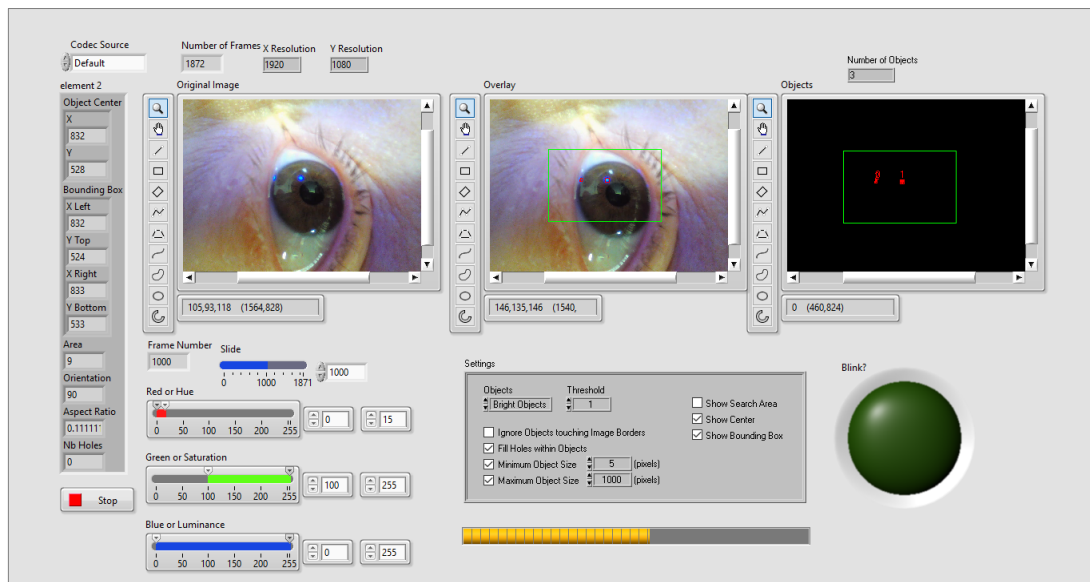 Codec Source
Default
Number of Frames
1872
X Resolution
1920
Y Resolution
1080
Number of Objects
3
element 2
Object Center
X
832
Y
528
Bounding Box
X Left
832
Y Top
524
X Right
833
Y Bottom
533
Area
9
Orientation
90
Aspect Ratio
0.11111
Nb Holes
0
Stop
Original Image
105,93,118 (1564,828)
Overlay
146,135,146 (1540,
Objects
1
0 (460,824)
Frame Number
1000
Slide
0 1000 1871
1000
Red or Hue
0 50 100 150 200 255
0
15
Green or Saturation
0 50 100 150 200 255
100
255
Blue or Luminance
0 50 100 150 200 255
0
255
Settings
Objects
Bright Objects
Threshold
1
Ignore Objects touching Image Borders
Fill Holes within Objects
Minimum Object Size 5 (pixels)
Maximum Object Size 1000 (pixels)
Show Search Area
Show Center
Show Bounding Box
Blink?